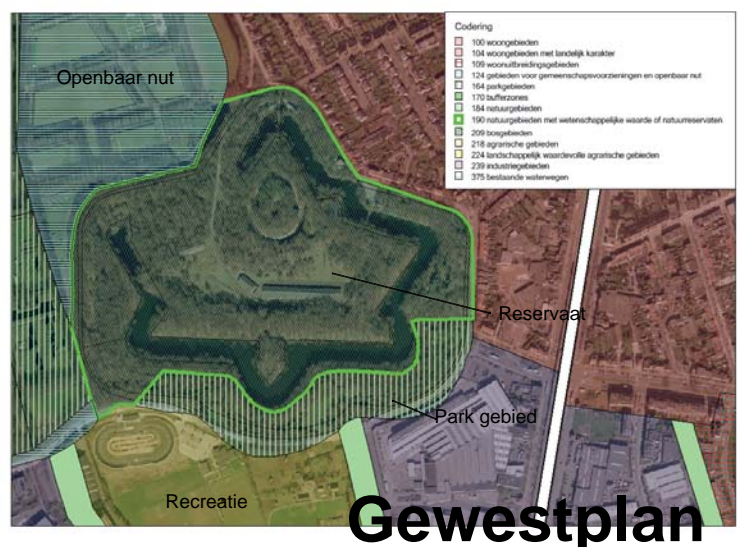 Codering
100 woongebieden
104 woongebieden met landelijk karakter
109 woonuitbreidingsgebieden
124 gebieden voor gemeenschapsvoorzieningen en openbaar nut
164 parkgebieden
170 bufferzones
184 natuurgebieden
190 natuurgebieden met wetenschappelijke waarde of natuurreservaten
209 bosgebieden
218 agrarische gebieden
224 landschappelijk waardevolle agrarische gebieden
239 industriegebieden
375 bestaande waterwegen
Openbaar nut
Reservaat
Park gebied
Recreatie
Gewestplan